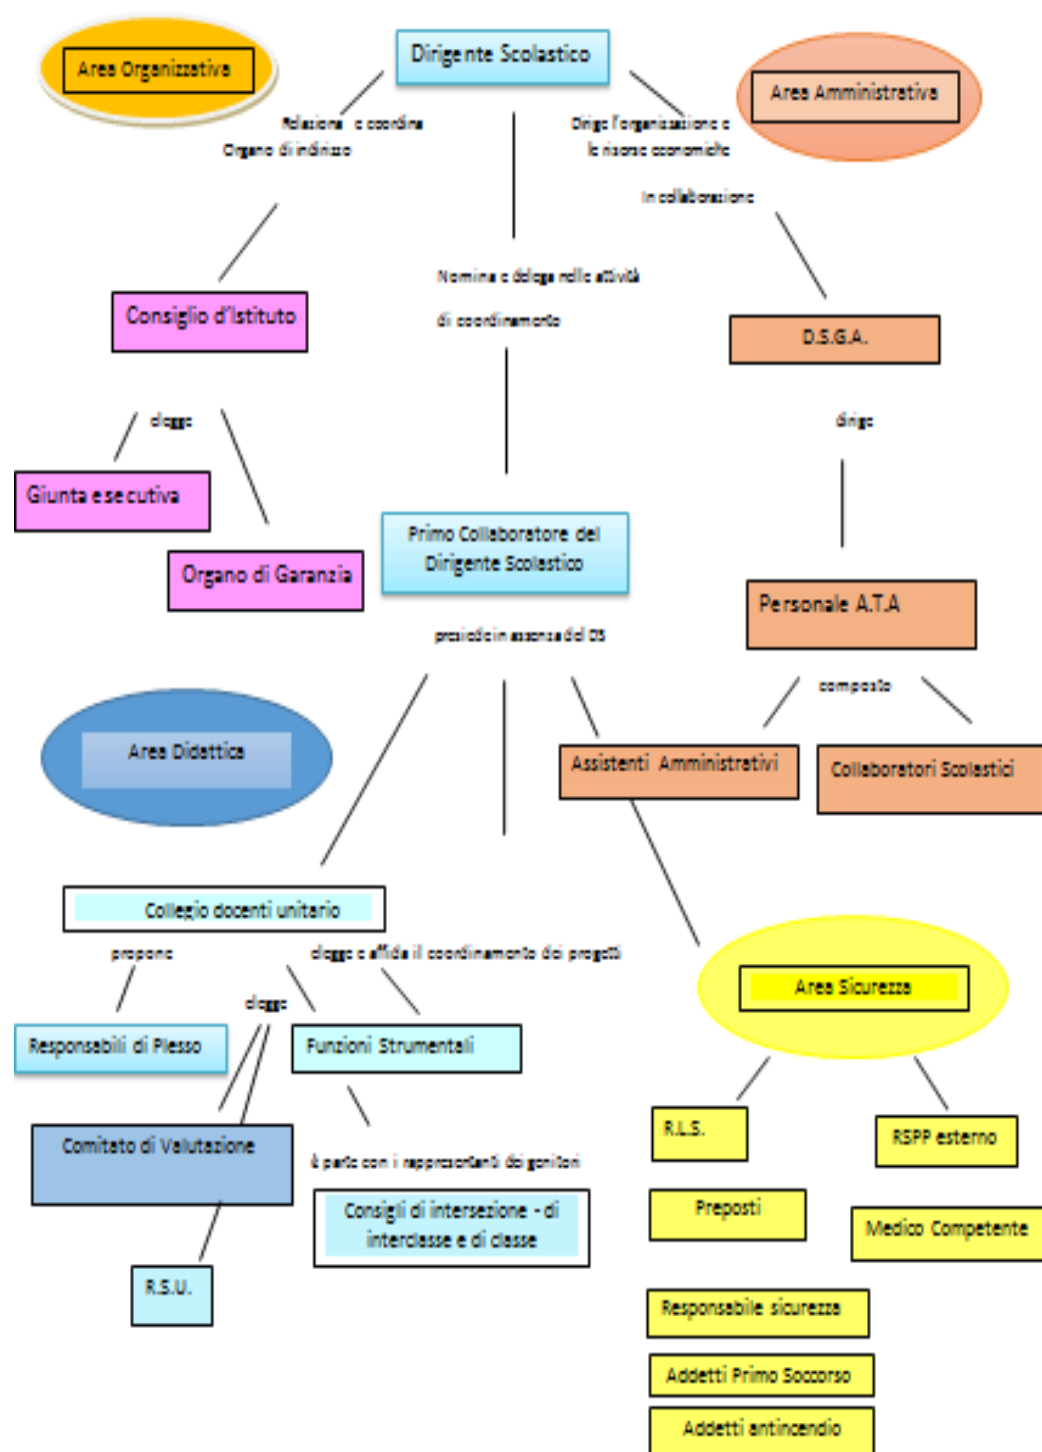 Area Organizzativa
Dirigente Scolastico
Area Amministrativa
Relaziona e coordina
Organo di indirizzo
Dirige l'organizzazione e
le risorse economiche
In collaborazione
Nomina e delega nelle attività
di coordinamento
Consiglio d'Istituto
D.S.G.A.
elegge
dirige
Giunta esecutiva
Organo di Garanzia
Primo Collaboratore del
Dirigente Scolastico
Personale A.T.A
presiede in assenza del DS
composto
Area Didattica
Assistenti Amministrativi
Collaboratori Scolastici
Collegio docenti unitario
propone
elegge e affida il coordinamento dei progetti
elegge
Area Sicurezza
Responsabili di Plesso
Funzioni Strumentali
Comitato di Valutazione
R.L.S.
RSPP esterno
è parte con i rappresentanti dei genitori
Consigli di intersezione - di
interclasse e di classe
Preposti
Medico Competente
R.S.U.
Responsabile sicurezza
Addetti Primo Soccorso
Addetti antincendio